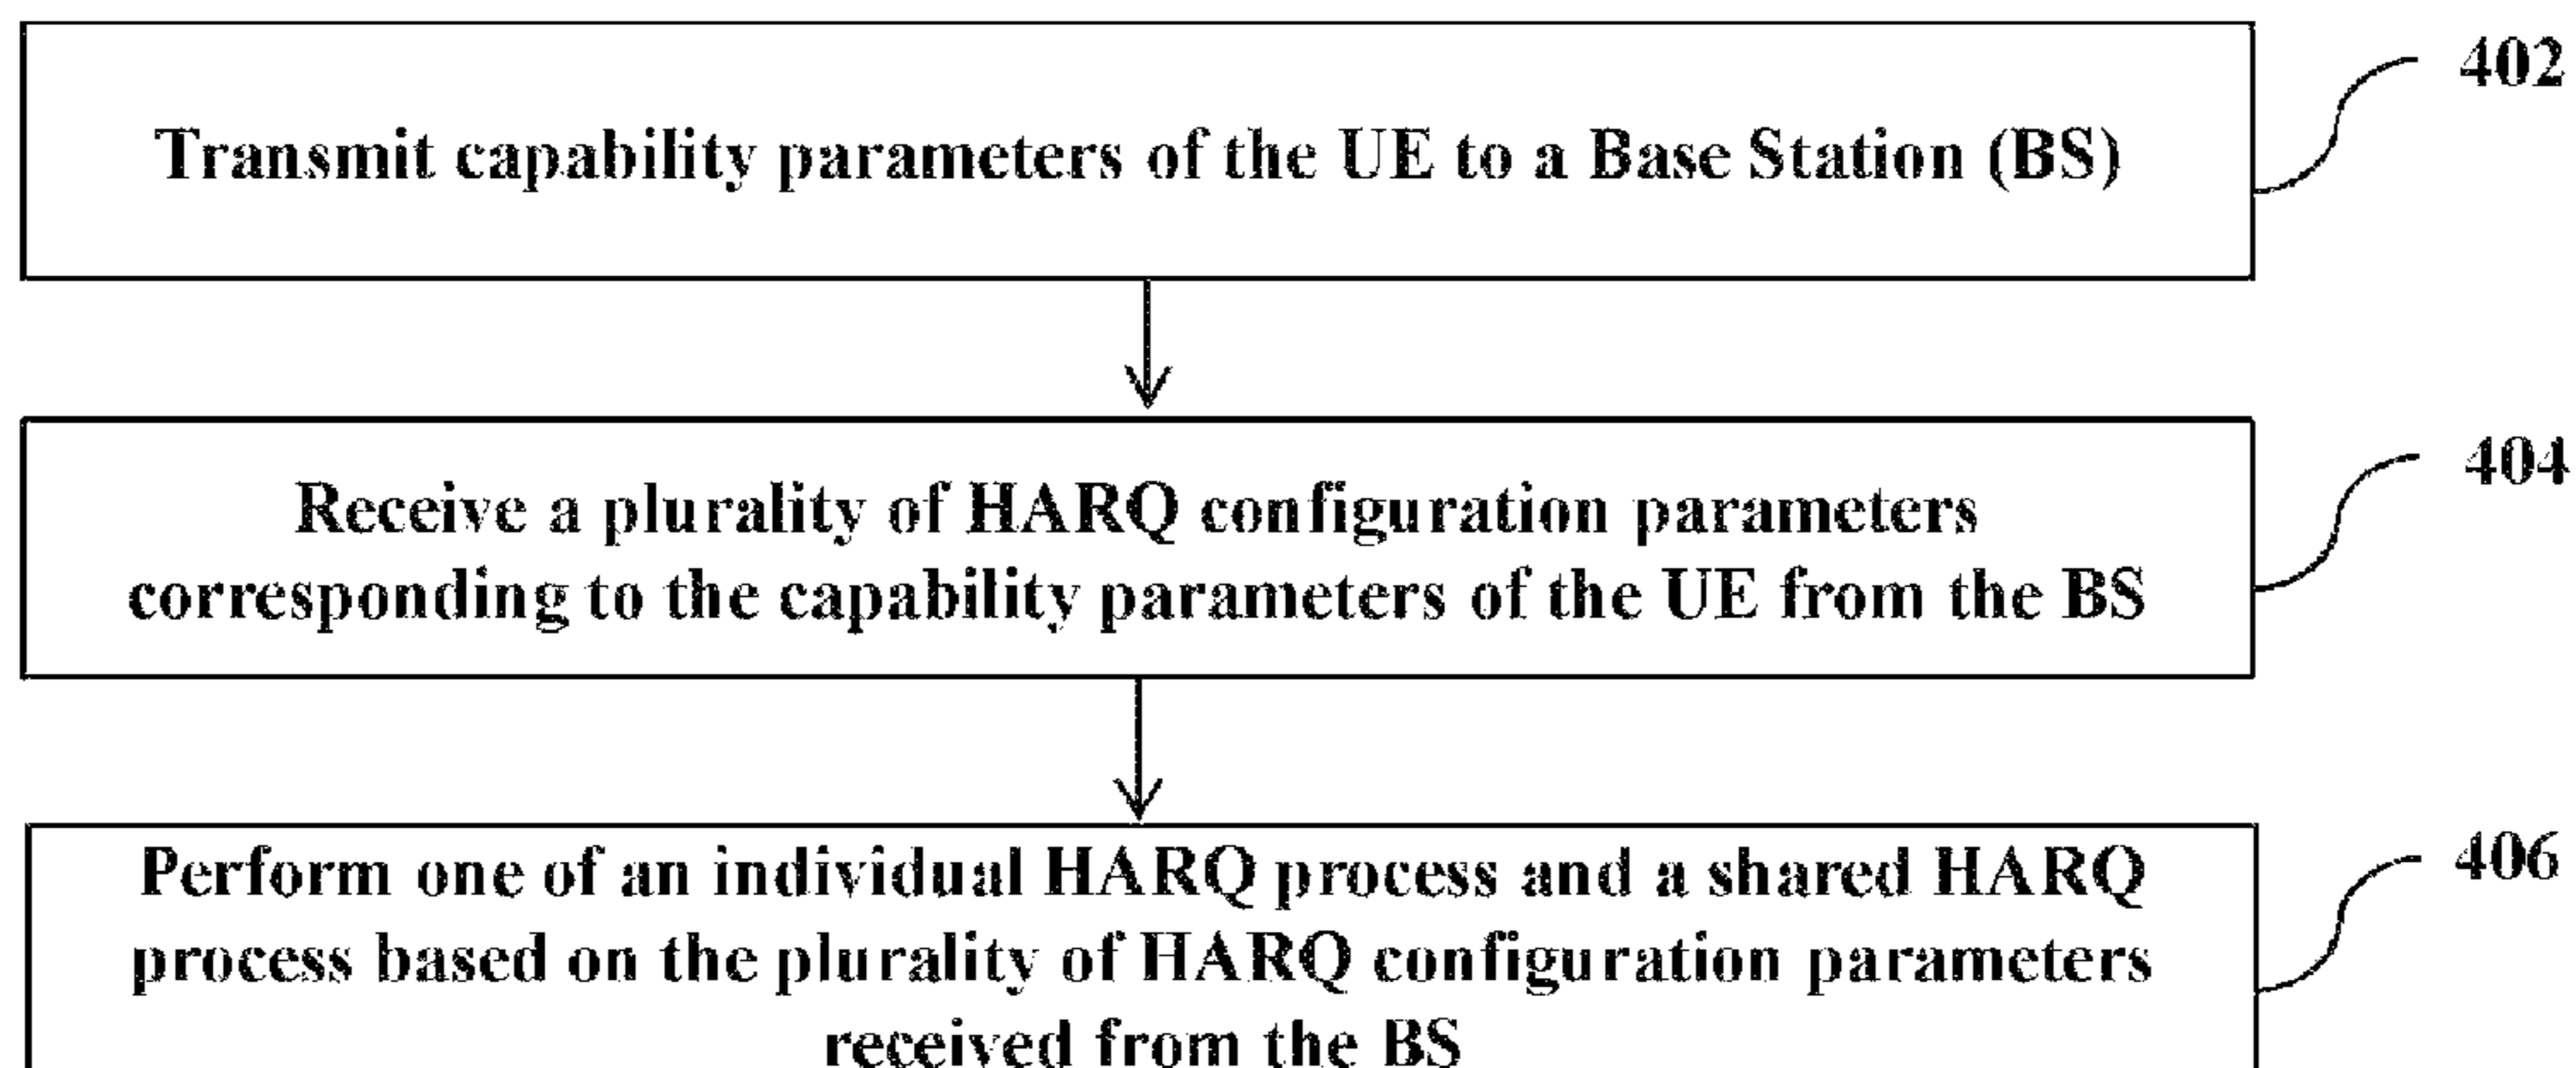 402
Transmit capability parameters of the UE to a Base Station (BS)
404
Receive a plurality of HARQ configuration parameters
corresponding to the capability parameters of the UE from the BS
406
Perform one of an individual HARQ process and a shared HARQ
process based on the plurality of HARQ configuration parameters
received from the BS